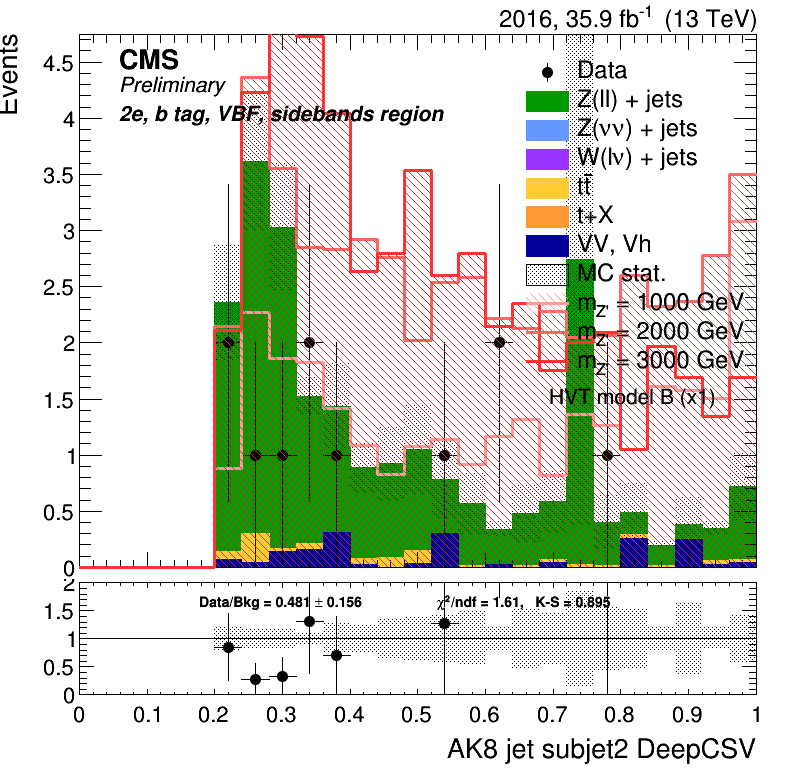 2016, 35.9 fb⁻¹ (13 TeV)
Events
CMS
Preliminary
2e, b tag, VBF, sidebands region
Data
Z(ll) + jets
Z(νν) + jets
W(lν) + jets
tt̄
t+X
VV, Vh
MC stat.
m_Z' = 1000 GeV
m_Z' = 2000 GeV
m_Z' = 3000 GeV
HVT model B (x1)
4.5
4
3.5
3
2.5
2
1.5
1
0.5
0
Data/Bkg = 0.481 ± 0.156
χ²/ndf = 1.61, K-S = 0.895
2
1.5
1
0.5
0
0 0.1 0.2 0.3 0.4 0.5 0.6 0.7 0.8 0.9 1
AK8 jet subjet2 DeepCSV